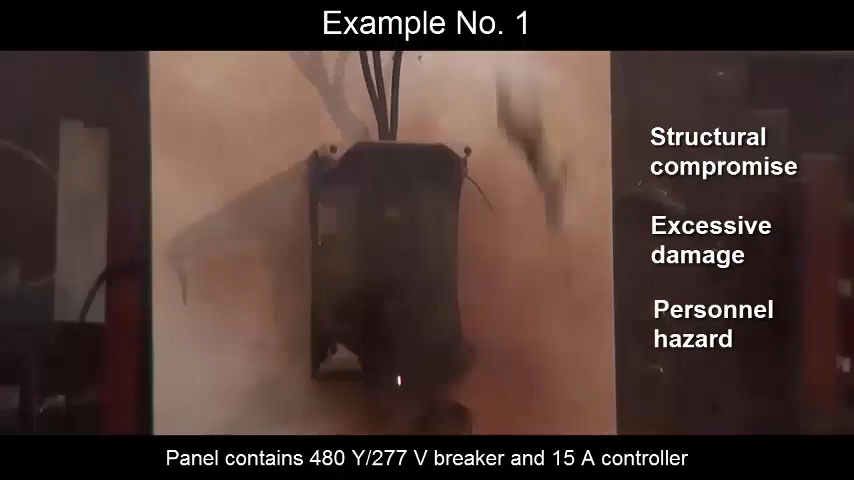 Example No. 1
Structural
compromise
Excessive
damage
Personnel
hazard
Panel contains 480 Y/277 V breaker and 15 A controller